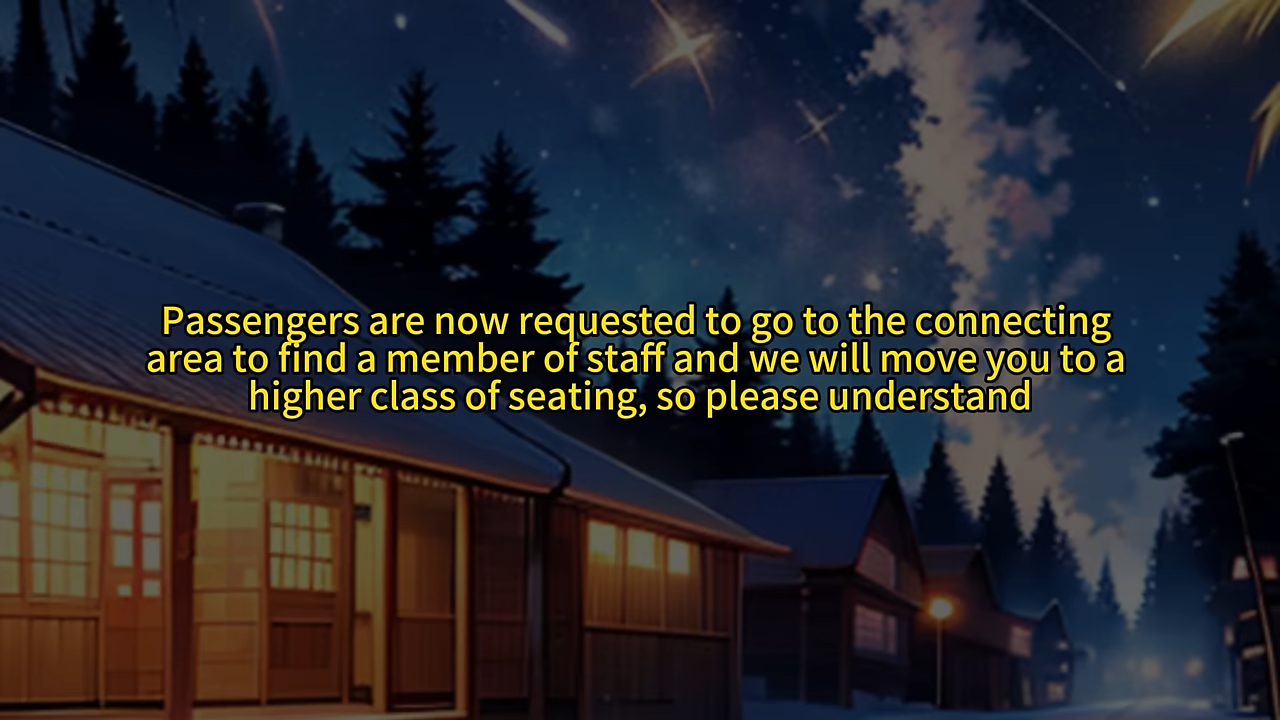 Passengers are now requested to go to the connecting
area to find a member of staff and we will move you to a
higher class of seating, so please understand